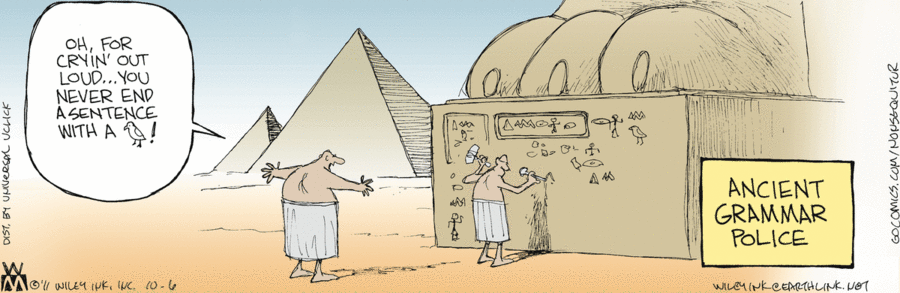 OH, FOR
CRYIN' OUT
LOUD...YOU
NEVER END
A SENTENCE
WITH A 𓅱!
ANCIENT
GRAMMAR
POLICE
DIST. BY UNIVERSAL UCLICK
GOCOMICS.COM/NONSEQUITUR
WM
©'11 WILEY INK, INC. 10-6
WILEYINK@EARTHLINK.NET